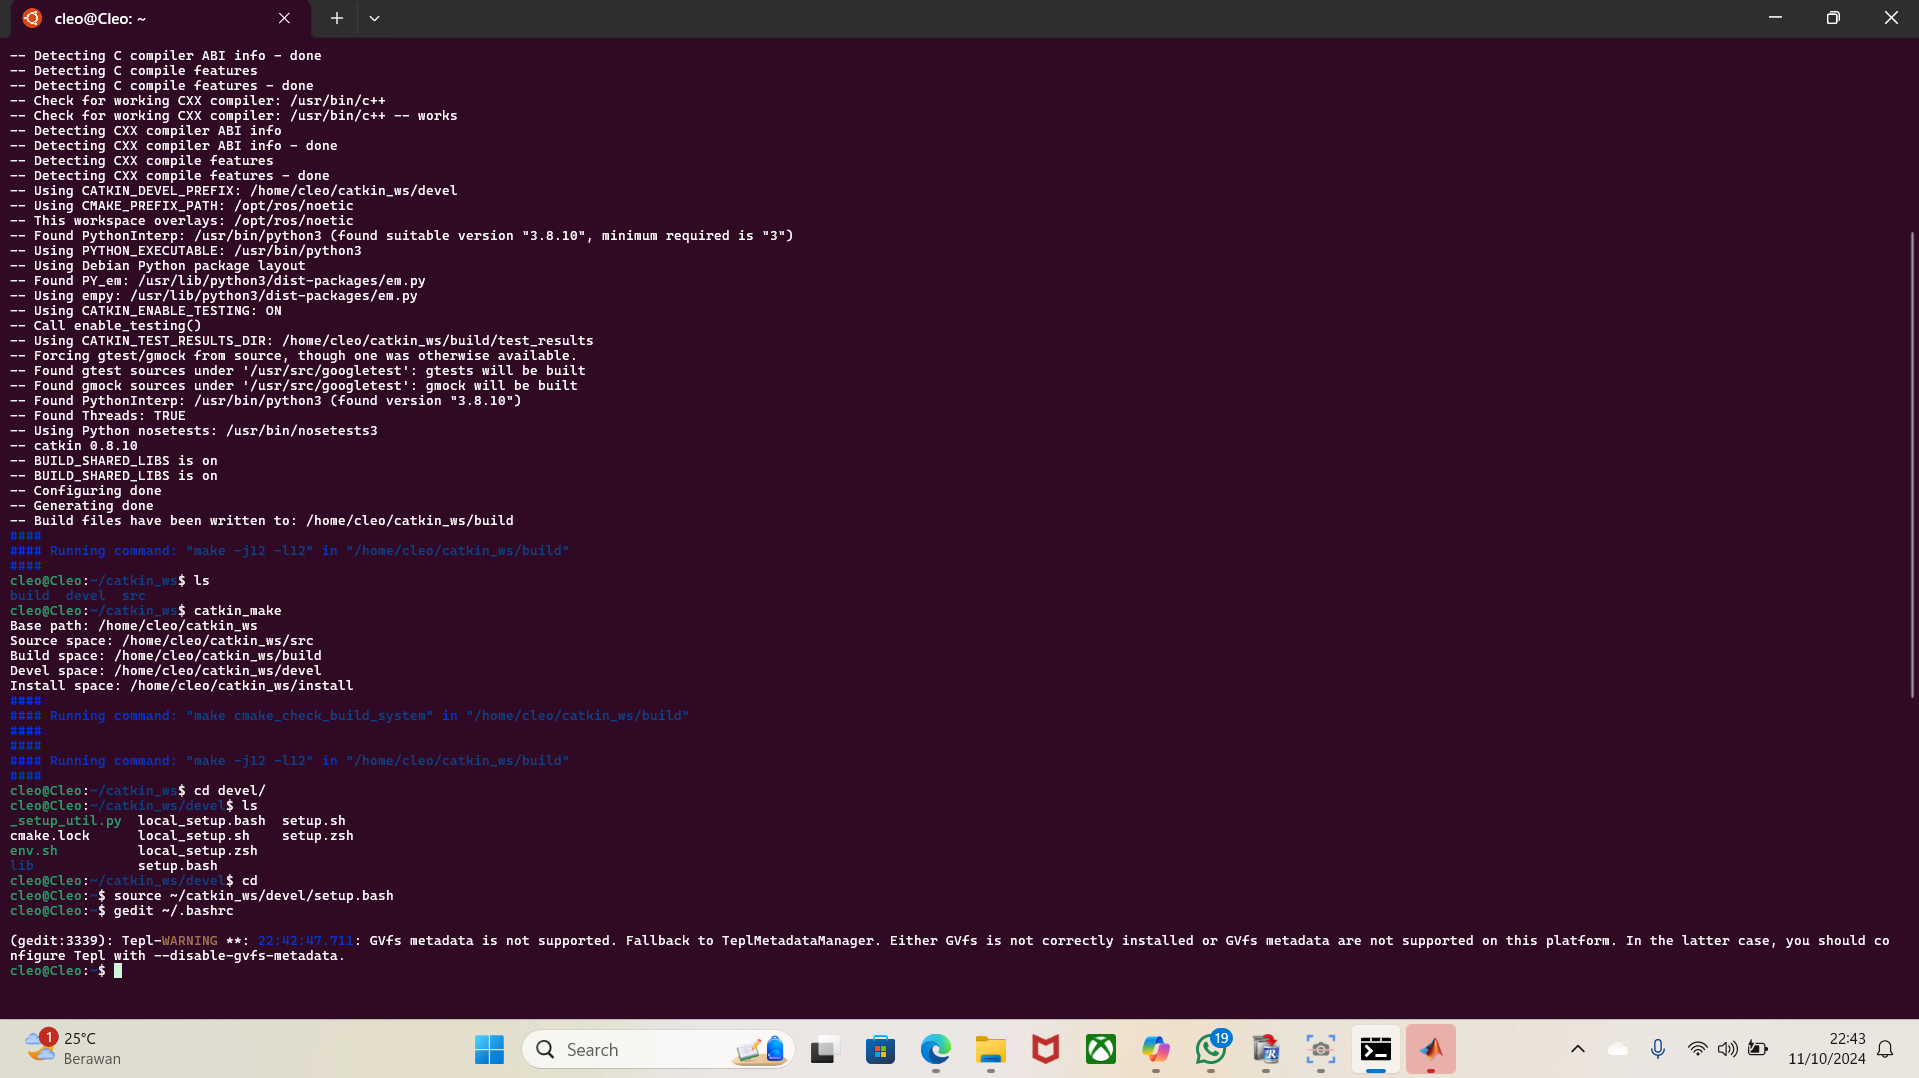 cleo@Cleo: ~
-- Detecting C compiler ABI info - done
-- Detecting C compile features
-- Detecting C compile features - done
-- Check for working CXX compiler: /usr/bin/c++
-- Check for working CXX compiler: /usr/bin/c++ -- works
-- Detecting CXX compiler ABI info
-- Detecting CXX compiler ABI info - done
-- Detecting CXX compile features
-- Detecting CXX compile features - done
-- Using CATKIN_DEVEL_PREFIX: /home/cleo/catkin_ws/devel
-- Using CMAKE_PREFIX_PATH: /opt/ros/noetic
-- This workspace overlays: /opt/ros/noetic
-- Found PythonInterp: /usr/bin/python3 (found suitable version "3.8.10", minimum required is "3")
-- Using PYTHON_EXECUTABLE: /usr/bin/python3
-- Using Debian Python package layout
-- Found PY_em: /usr/lib/python3/dist-packages/em.py
-- Using empy: /usr/lib/python3/dist-packages/em.py
-- Using CATKIN_ENABLE_TESTING: ON
-- Call enable_testing()
-- Using CATKIN_TEST_RESULTS_DIR: /home/cleo/catkin_ws/build/test_results
-- Forcing gtest/gmock from source, though one was otherwise available.
-- Found gtest sources under '/usr/src/googletest': gtests will be built
-- Found gmock sources under '/usr/src/googletest': gmock will be built
-- Found PythonInterp: /usr/bin/python3 (found version "3.8.10")
-- Found Threads: TRUE
-- Using Python nosetests: /usr/bin/nosetests3
-- catkin 0.8.10
-- BUILD_SHARED_LIBS is on
-- BUILD_SHARED_LIBS is on
-- Configuring done
-- Generating done
-- Build files have been written to: /home/cleo/catkin_ws/build
####
#### Running command: "make -j12 -l12" in "/home/cleo/catkin_ws/build"
####
cleo@Cleo:~/catkin_ws$ ls
build  devel  src
cleo@Cleo:~/catkin_ws$ catkin_make
Base path: /home/cleo/catkin_ws
Source space: /home/cleo/catkin_ws/src
Build space: /home/cleo/catkin_ws/build
Devel space: /home/cleo/catkin_ws/devel
Install space: /home/cleo/catkin_ws/install
####
#### Running command: "make cmake_check_build_system" in "/home/cleo/catkin_ws/build"
####
####
#### Running command: "make -j12 -l12" in "/home/cleo/catkin_ws/build"
####
cleo@Cleo:~/catkin_ws$ cd devel/
cleo@Cleo:~/catkin_ws/devel$ ls
_setup_util.py  local_setup.bash  setup.sh
cmake.lock      local_setup.sh    setup.zsh
env.sh          local_setup.zsh
lib             setup.bash
cleo@Cleo:~/catkin_ws/devel$ cd
cleo@Cleo:~$ source ~/catkin_ws/devel/setup.bash
cleo@Cleo:~$ gedit ~/.bashrc
(gedit:3339): Tepl-WARNING **: 22:42:47.711: GVfs metadata is not supported. Fallback to TeplMetadataManager. Either GVfs is not correctly installed or GVfs metadata are not supported on this platform. In the latter case, you should co
nfigure Tepl with --disable-gvfs-metadata.
cleo@Cleo:~$
1
25°C
Berawan
Search
19
R
22:43
11/10/2024